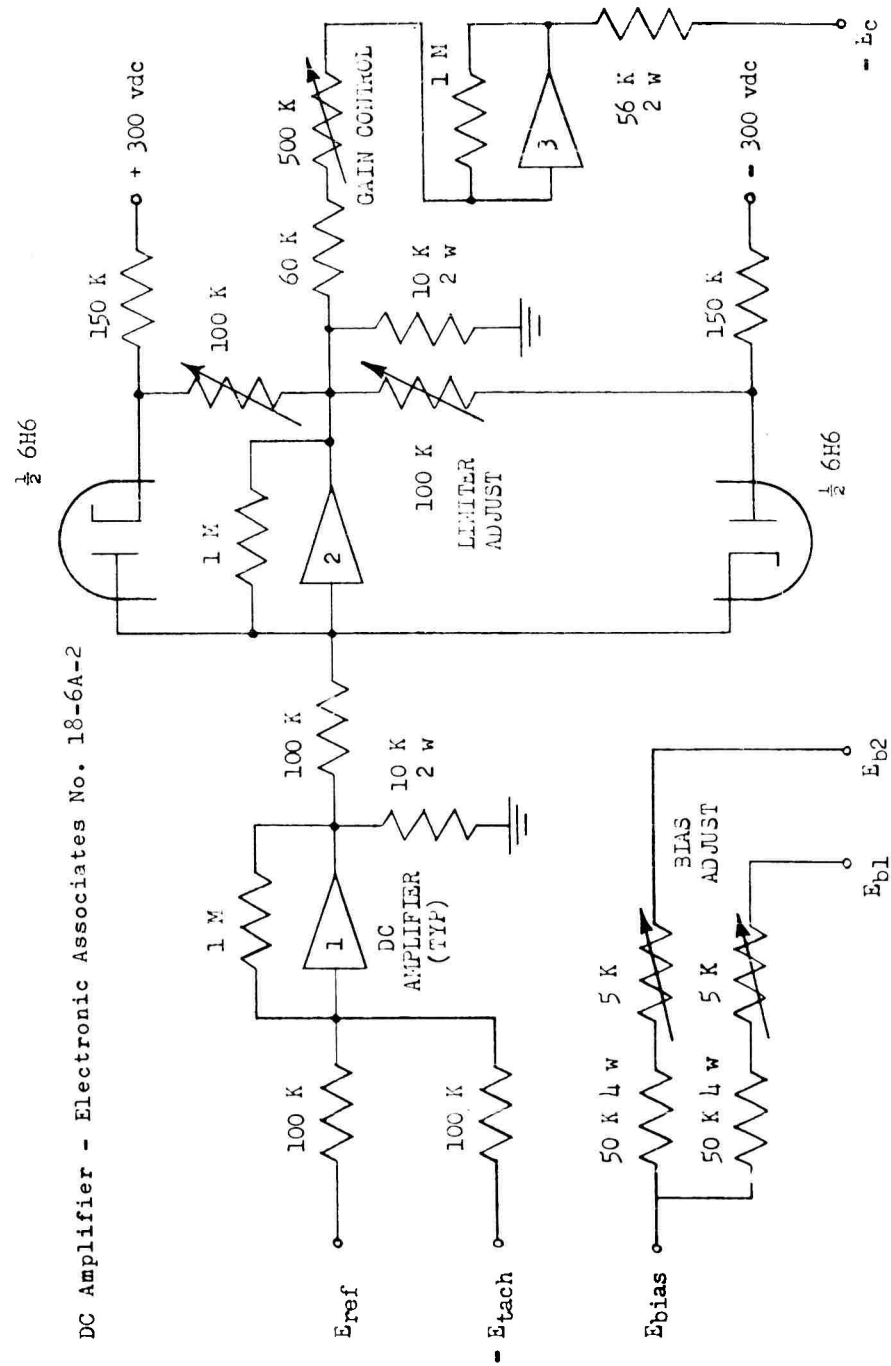 DC Amplifier - Electronic Associates No. 18-6A-2
½ 6H6
+ 300 vdc
150 K
100 K
1 M
2
60 K
500 K
GAIN CONTROL
10 K
2 W
100 K
LIMITER
ADJUST
1 M
3
56 K
2 W
- Ec
- 300 vdc
150 K
½ 6H6
1 M
1
DC
AMPLIFIER
(TYP)
100 K
10 K
2 W
100 K
Eref
100 K
- Etach
Ebias
50 K 4 W
5 K
50 K 4 W
5 K
BIAS
ADJUST
Eb2
Eb1